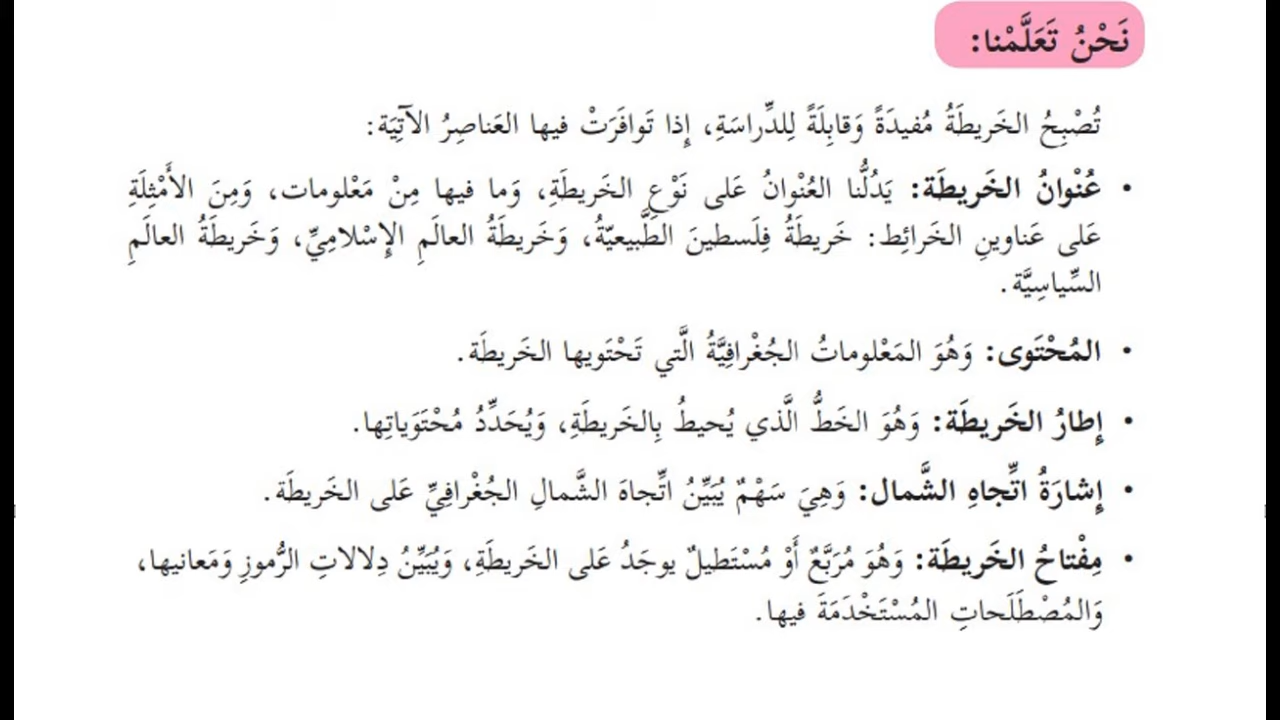 نَحْنُ تَعَلَّمْنا:
تُصْبِحُ الخَريطَةُ مُفيدَةً وَقابِلَةً لِلدِّراسَةِ، إِذا تَوافَرَتْ فيها العَناصِرُ الآتِيَة:
• عُنْوانُ الخَريطَة: يَدُلُّنا العُنْوانُ عَلى نَوْعِ الخَريطَةِ، وَما فيها مِنْ مَعْلومات، وَمِنَ الأَمْثِلَةِ
عَلى عَناوينِ الخَرائِط: خَريطَةُ فِلَسطينَ الطَّبيعيّةُ، وَخَريطَةُ العالَمِ الإِسْلامِيِّ، وَخَريطَةُ العالَمِ
السِّياسِيَّة.
• المُحْتَوى: وَهُوَ المَعْلوماتُ الجُغْرافِيَّةُ الَّتي تَحْتَويها الخَريطَة.
• إِطارُ الخَريطَة: وَهُوَ الخَطُّ الَّذي يُحيطُ بِالخَريطَةِ، وَيُحَدِّدُ مُحْتَوَياتِها.
• إِشارَةُ اتِّجاهِ الشَّمال: وَهِيَ سَهْمٌ يُبَيِّنُ اتِّجاهَ الشَّمالِ الجُغْرافِيِّ عَلى الخَريطَة.
• مِفْتاحُ الخَريطَة: وَهُوَ مُرَبَّعٌ أَوْ مُسْتَطيلٌ يوجَدُ عَلى الخَريطَةِ، وَيُبَيِّنُ دِلالاتِ الرُّموزِ وَمَعانيها،
وَالمُصْطَلَحاتِ المُسْتَخْدَمَةَ فيها.